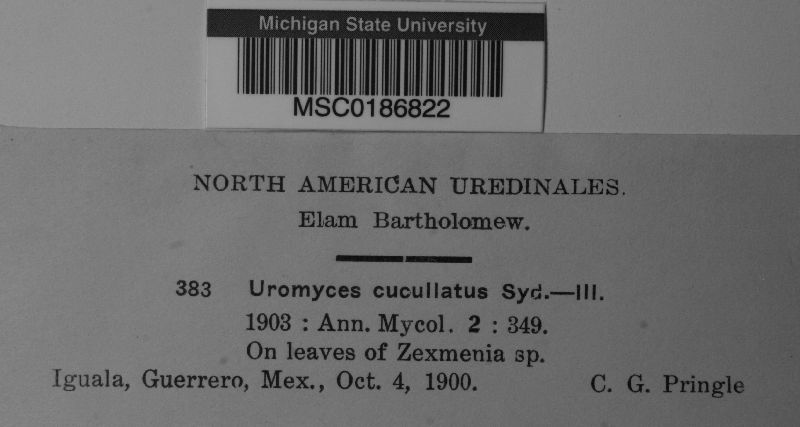 Michigan State University
MSC0186822
NORTH AMERICAN UREDINALES.
Elam Bartholomew.
383 Uromyces cucullatus Syd.—III.
1903 : Ann. Mycol. 2 : 349.
On leaves of Zexmenia sp.
Iguala, Guerrero, Mex., Oct. 4, 1900. C. G. Pringle